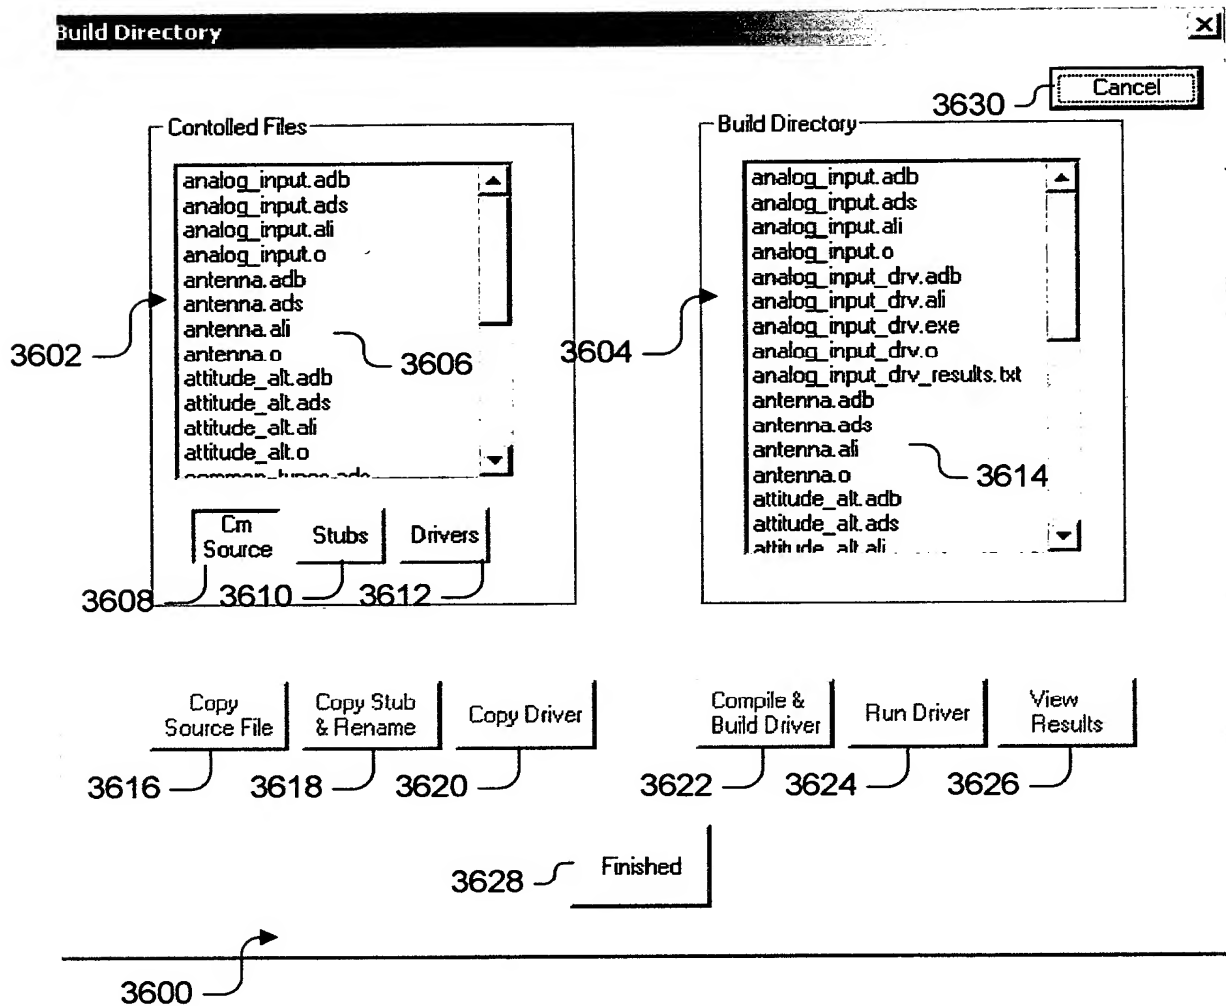 Build Directory
Cancel
3630
Contolled Files
analog_input.adb
analog_input.ads
analog_input.ali
analog_input.o
antenna.adb
antenna.ads
antenna.ali
antenna.o
attitude_alt.adb
attitude_alt.ads
attitude_alt.ali
attitude_alt.o
common_types.ads
3602
3606
Cm
Source
Stubs
Drivers
3608
3610
3612
Build Directory
analog_input.adb
analog_input.ads
analog_input.ali
analog_input.o
analog_input_drv.adb
analog_input_drv.ali
analog_input_drv.exe
analog_input_drv.o
analog_input_drv_results.txt
antenna.adb
antenna.ads
antenna.ali
antenna.o
attitude_alt.adb
attitude_alt.ads
attitude_alt.ali
3604
3614
Copy
Source File
Copy Stub
& Rename
Copy Driver
Compile &
Build Driver
Run Driver
View
Results
3616
3618
3620
3622
3624
3626
3628
Finished
3600